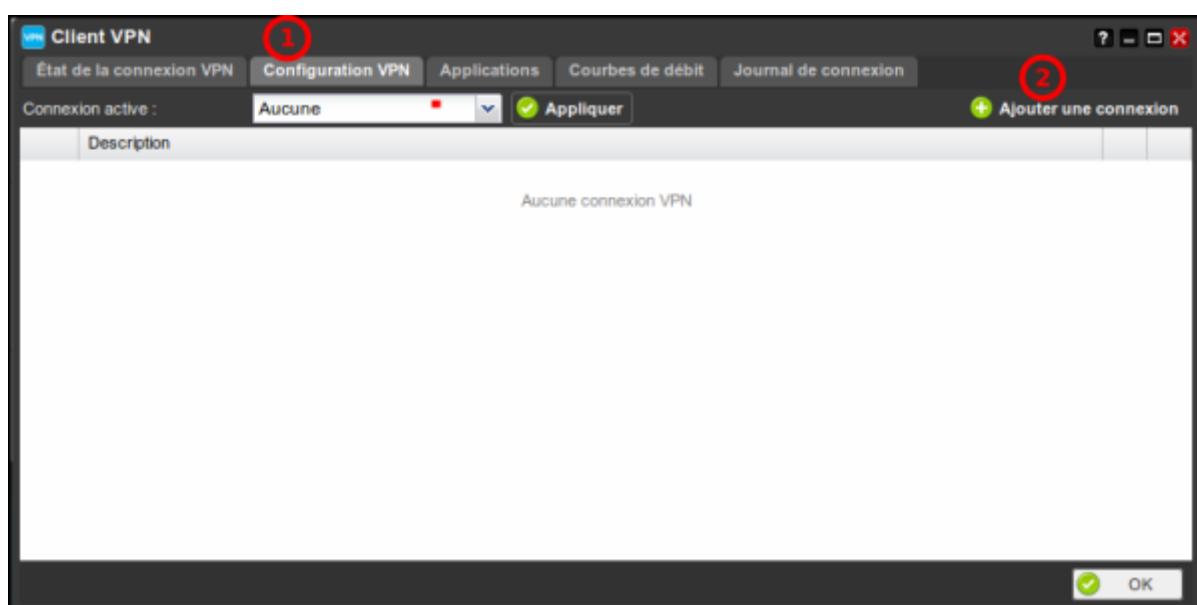 VPN Client VPN 1 ?
État de la connexion VPN Configuration VPN Applications Courbes de débit Journal de connexion 2
Connexion active : Aucune Appliquer Ajouter une connexion
Description
Aucune connexion VPN
OK